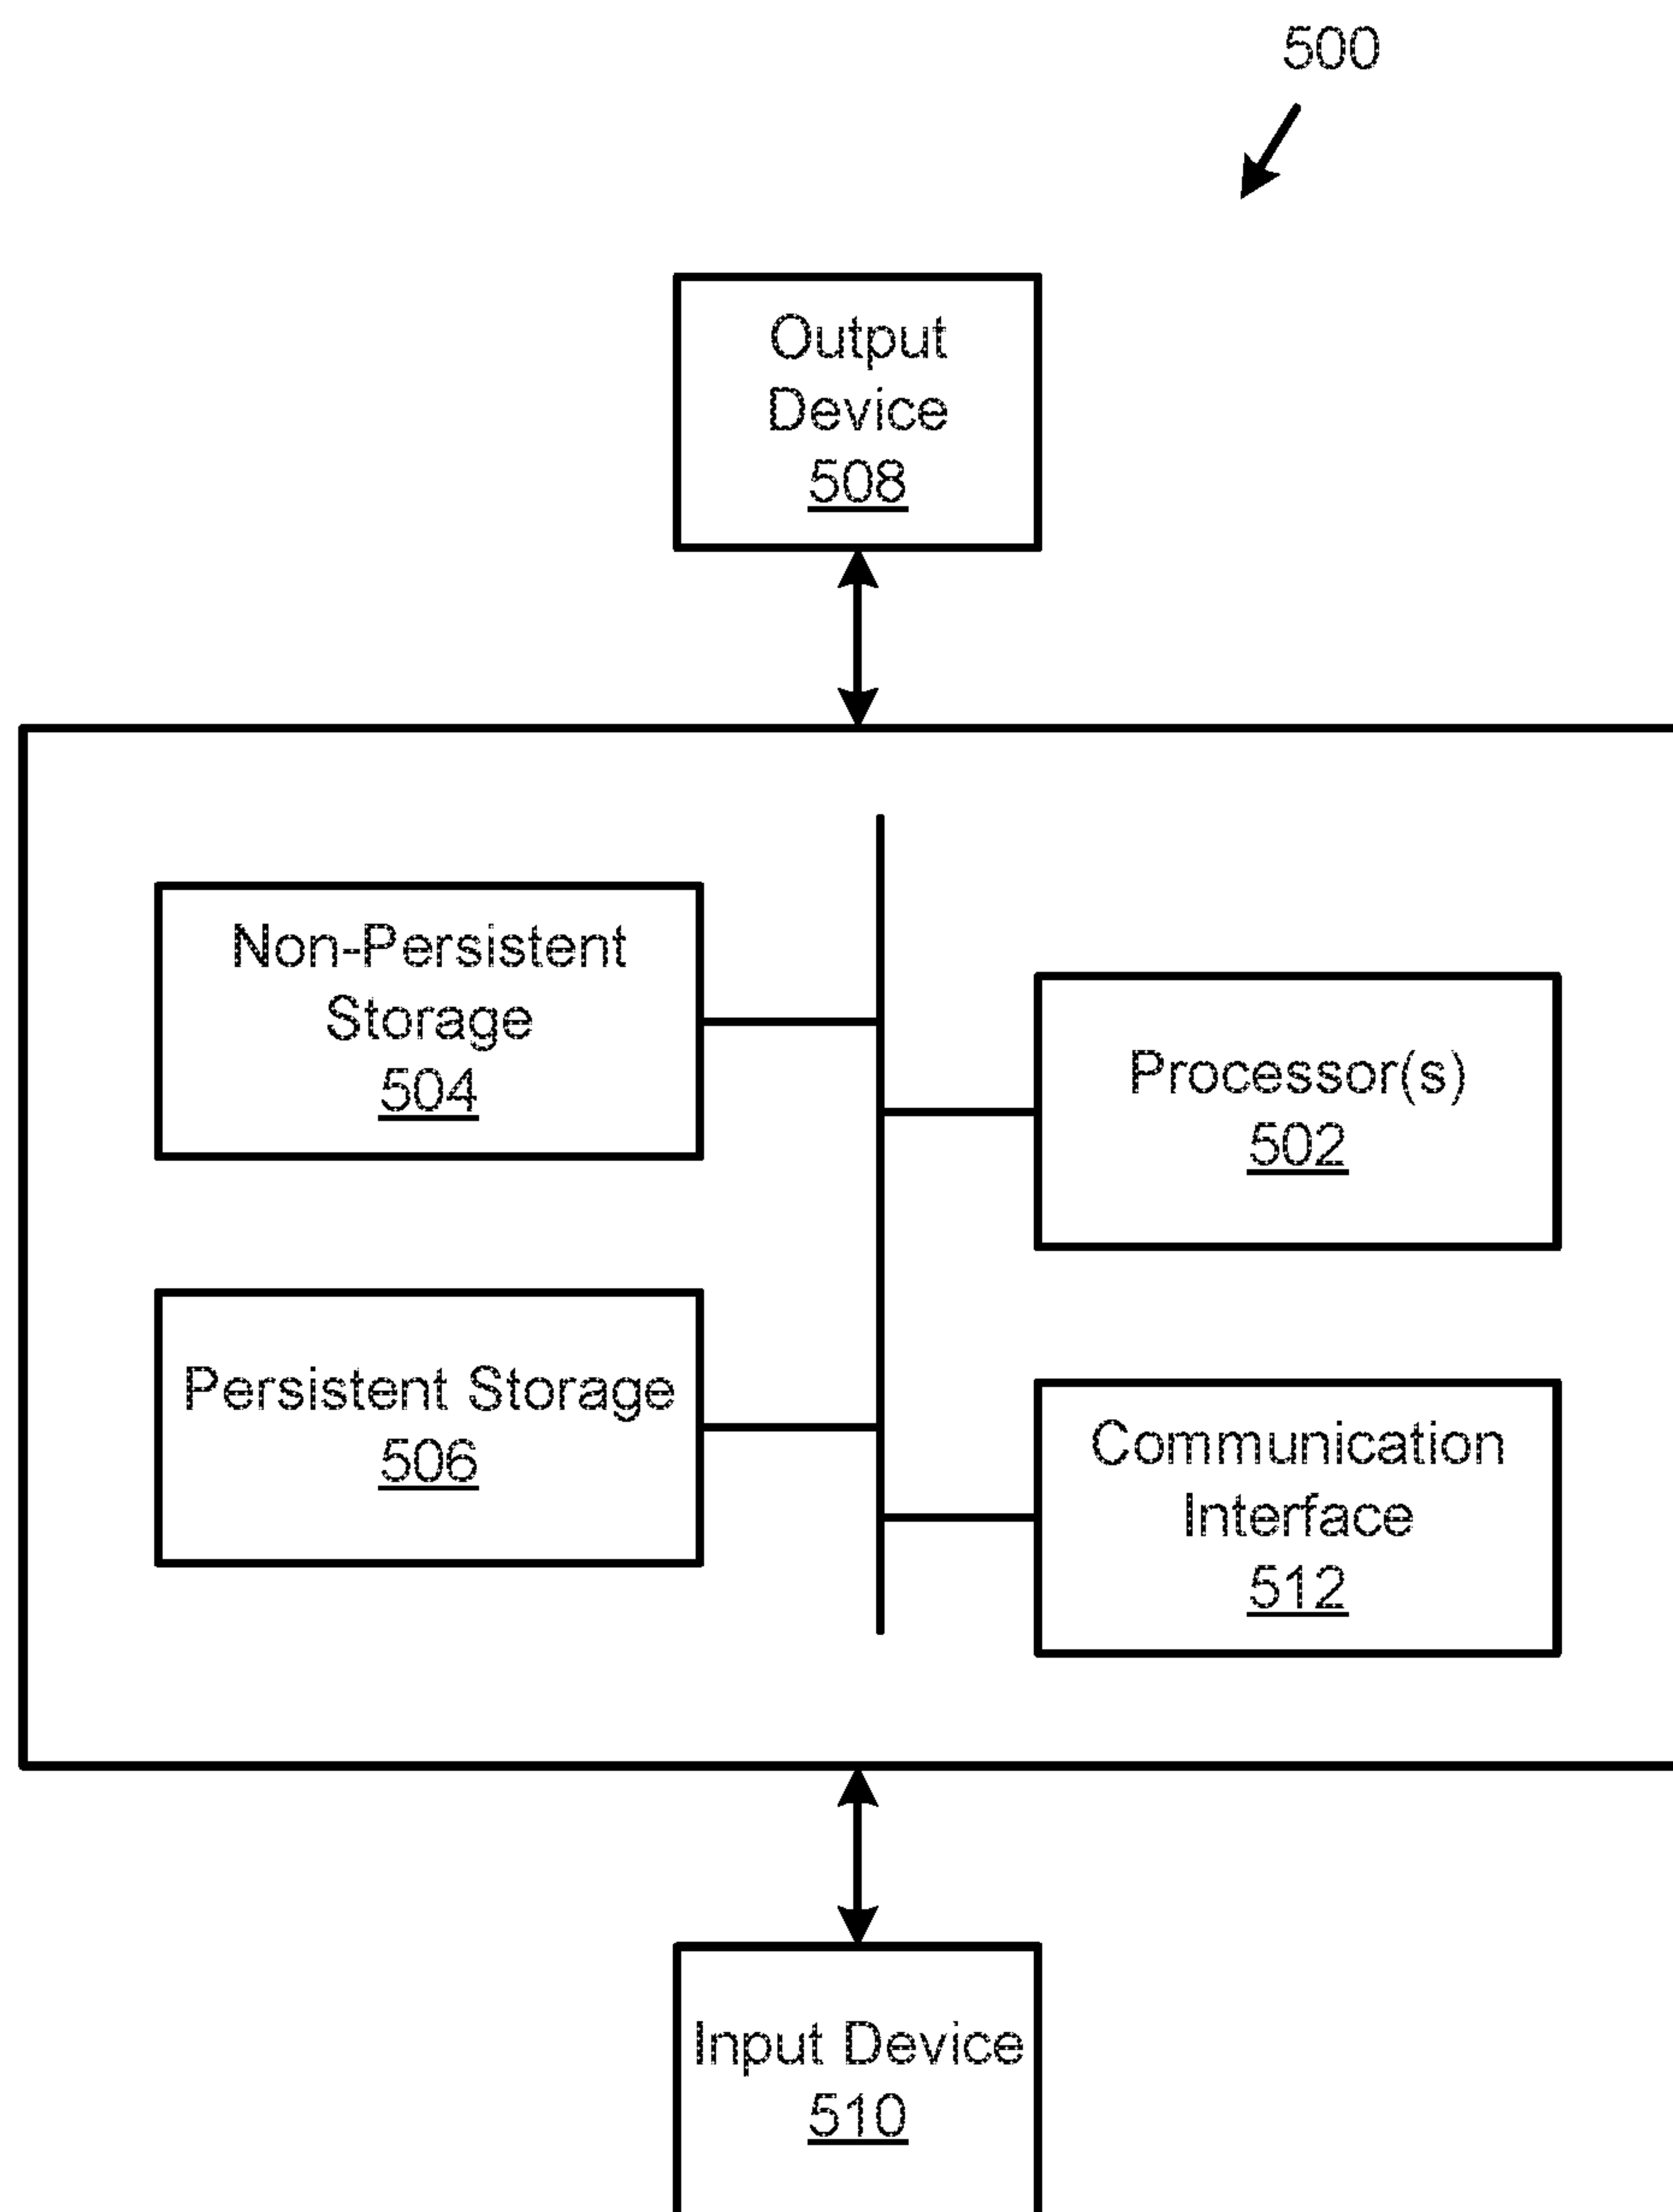 500
Output
Device
508
Non-Persistent
Storage
504
Processor(s)
502
Persistent Storage
506
Communication
Interface
512
Input Device
510